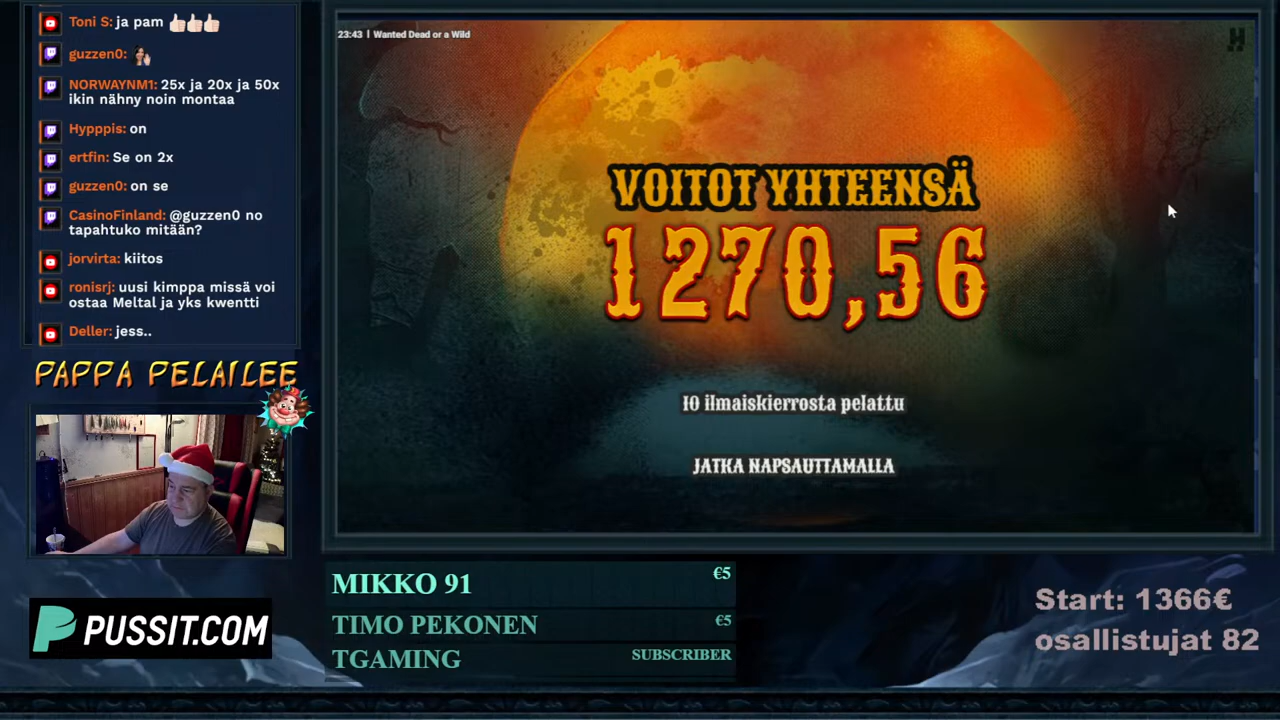 Toni S: ja pam 👍🏻👍🏻👍🏻
guzzen0:
NORWAYNM1: 25x ja 20x ja 50x
ikin nähny noin montaa
Hypppis: on
ertfin: Se on 2x
guzzen0: on se
CasinoFinland: @guzzen0 no
tapahtuko mitään?
jorvirta: kiitos
ronisrj: uusi kimppa missä voi
ostaa Meltal ja yks kwentti
Deller: jess..
PAPPA PELAILEE
PUSSIT.COM
23:43 | Wanted Dead or a Wild
VOITOT YHTEENSÄ
1270,56
10 ilmaiskierrosta pelattu
JATKA NAPSAUTTAMALLA
MIKKO 91 €5
TIMO PEKONEN €5
TGAMING SUBSCRIBER
Start: 1366€
osallistujat 82